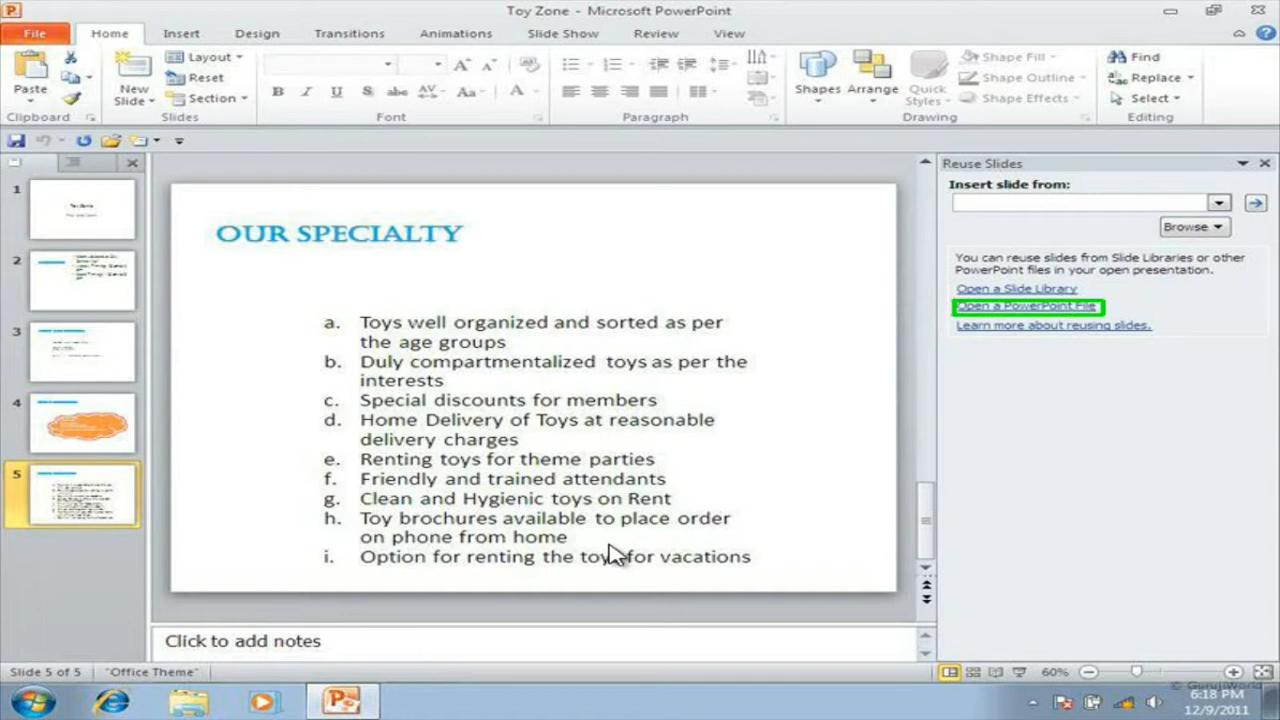 Toy Zone - Microsoft PowerPoint
File Home Insert Design Transitions Animations Slide Show Review View
Paste
Clipboard
New Slide
Layout
Reset
Section
Slides
Font
Paragraph
Shapes
Arrange
Quick Styles
Shape Fill
Shape Outline
Shape Effects
Drawing
Find
Replace
Select
Editing
1
2
3
4
5
OUR SPECIALTY
a. Toys well organized and sorted as per
the age groups
b. Duly compartmentalized toys as per the
interests
c. Special discounts for members
d. Home Delivery of Toys at reasonable
delivery charges
e. Renting toys for theme parties
f. Friendly and trained attendants
g. Clean and Hygienic toys on Rent
h. Toy brochures available to place order
on phone from home
i. Option for renting the toys for vacations
Click to add notes
Reuse Slides
Insert slide from:
Browse
You can reuse slides from Slide Libraries or other
PowerPoint files in your open presentation.
Open a Slide Library
Open a PowerPoint File
Learn more about reusing slides.
Slide 5 of 5
"Office Theme"
60%
© GurujiWorld
6:18 PM
12/9/2011